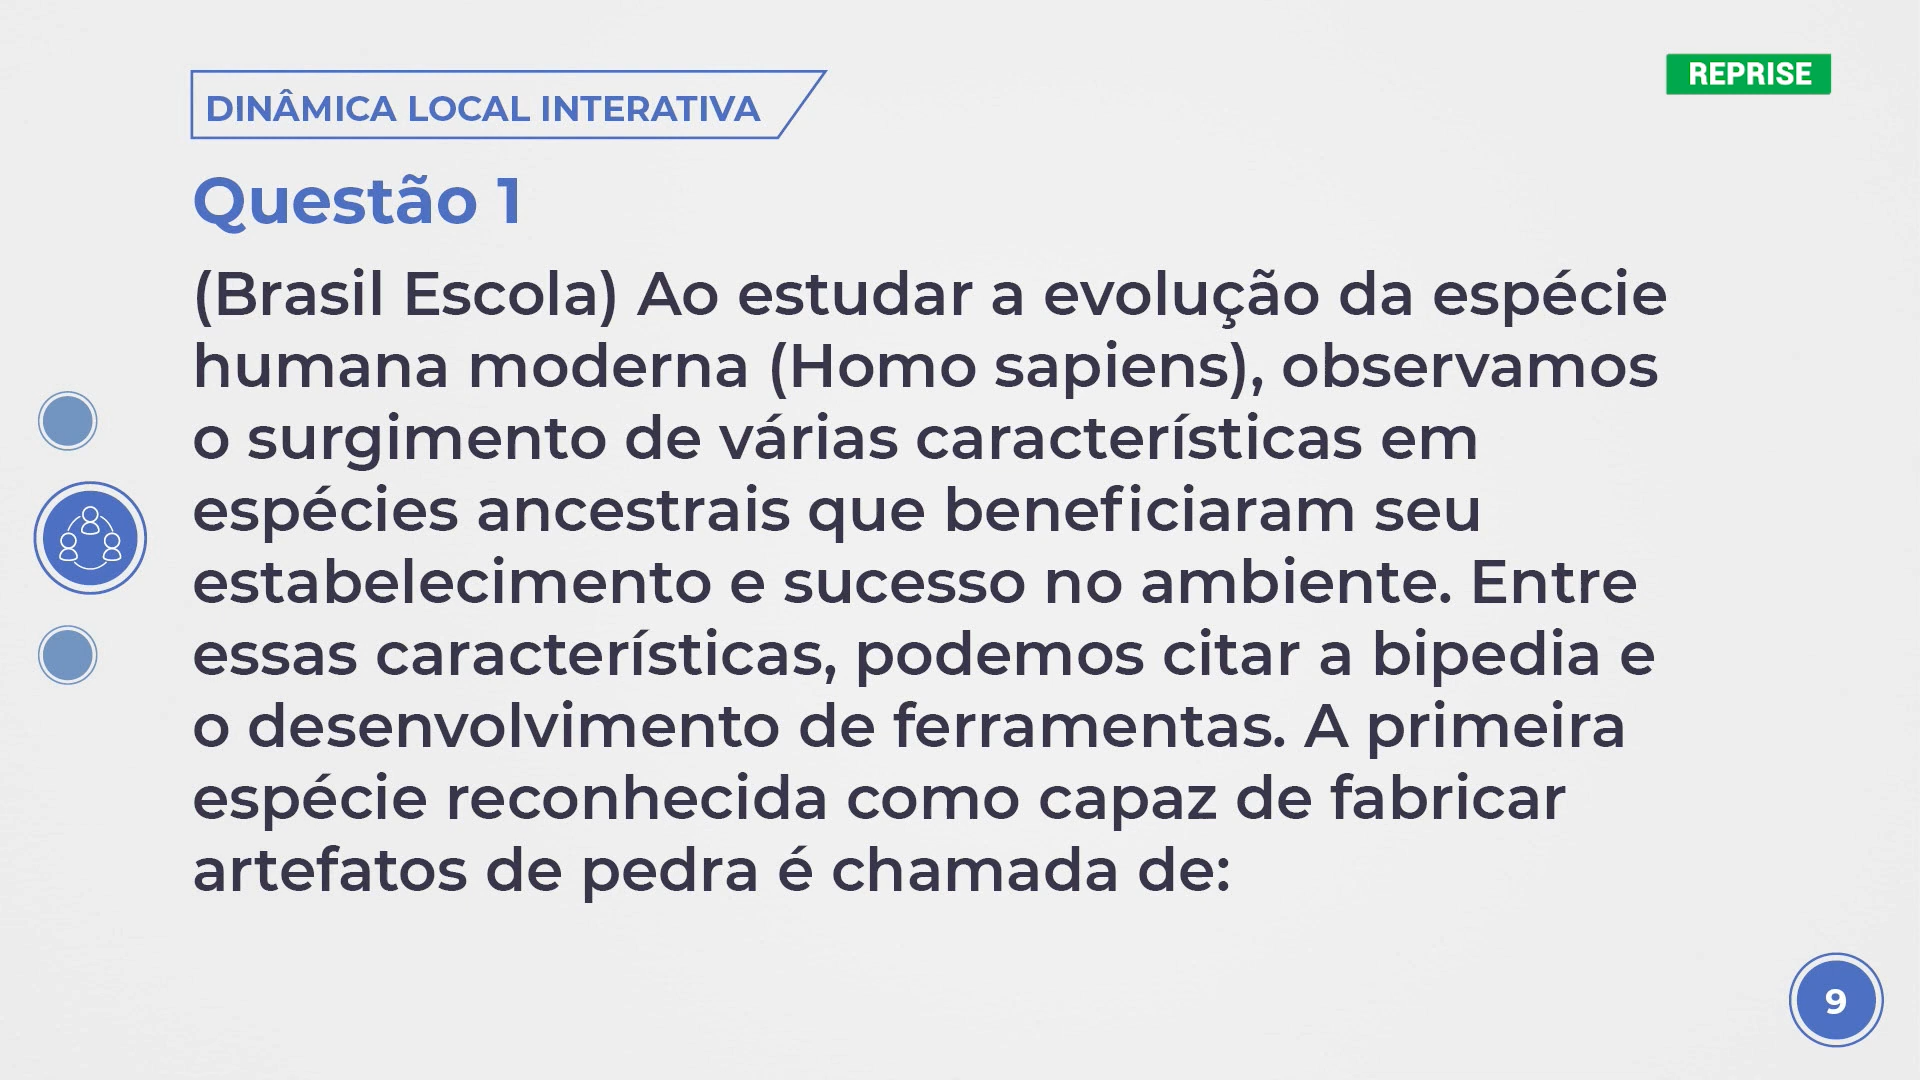 DINÂMICA LOCAL INTERATIVA
REPRISE
Questão 1
(Brasil Escola) Ao estudar a evolução da espécie
humana moderna (Homo sapiens), observamos
o surgimento de várias características em
espécies ancestrais que beneficiaram seu
estabelecimento e sucesso no ambiente. Entre
essas características, podemos citar a bipedia e
o desenvolvimento de ferramentas. A primeira
espécie reconhecida como capaz de fabricar
artefatos de pedra é chamada de:
9